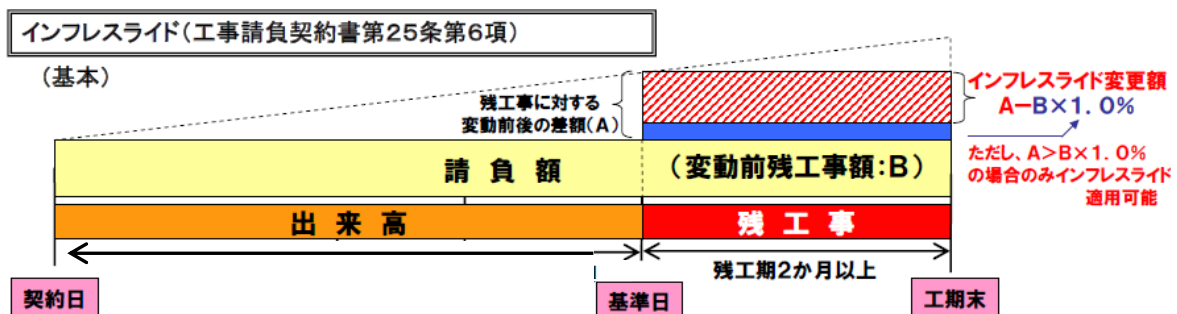 インフレスライド(工事請負契約書第25条第6項)
(基本)
残工事に対する
変動前後の差額(A)
インフレスライド変更額
A−B×1.0%
ただし、A>B×1.0%
の場合のみインフレスライド
適用可能
請負額
(変動前残工事額:B)
出来高
残工事
残工期2か月以上
契約日
基準日
工期末